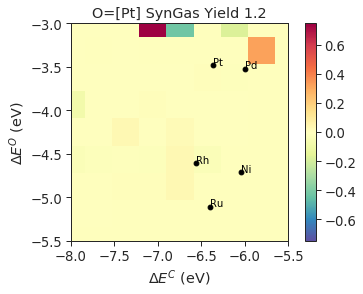 O=[Pt] SynGas Yield 1.2
−3.0
−3.5
−4.0
−4.5
−5.0
−5.5
ΔE^O (eV)
Pt
Pd
Rh
Ni
Ru
−8.0 −7.5 −7.0 −6.5 −6.0 −5.5
ΔE^C (eV)
0.6
0.4
0.2
0.0
−0.2
−0.4
−0.6